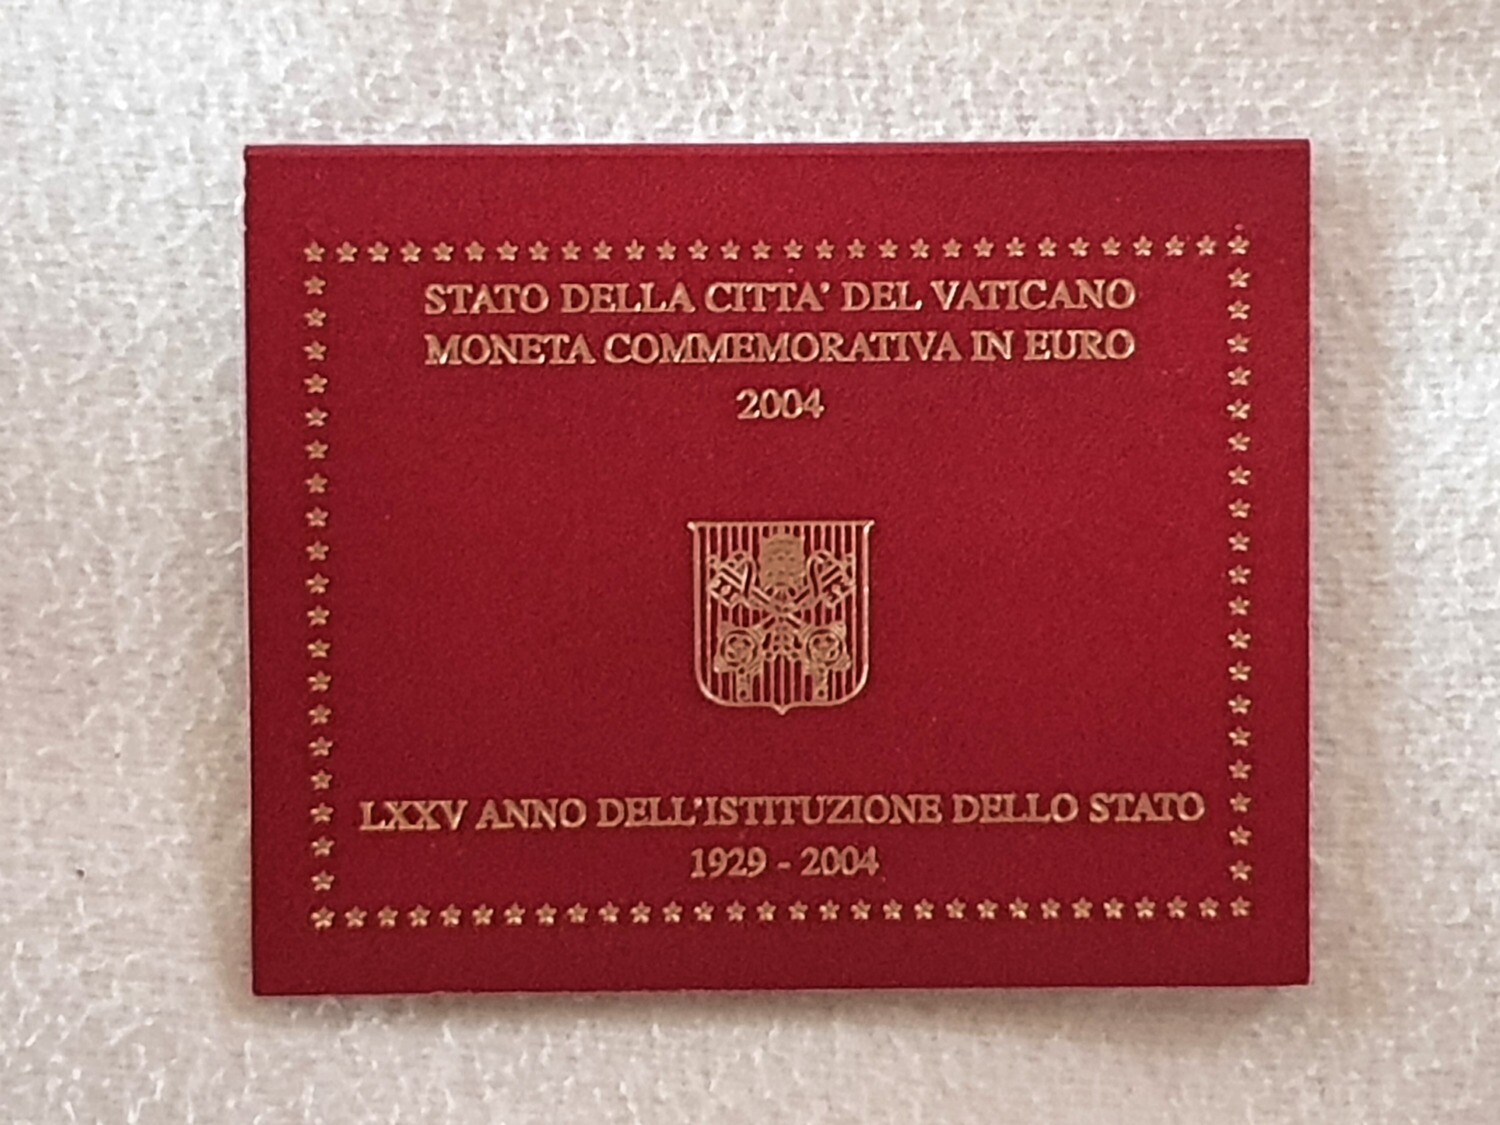 STATO DELLA CITTA' DEL VATICANO
MONETA COMMEMORATIVA IN EURO
2004
LXXV ANNO DELL'ISTITUZIONE DELLO STATO
1929 - 2004